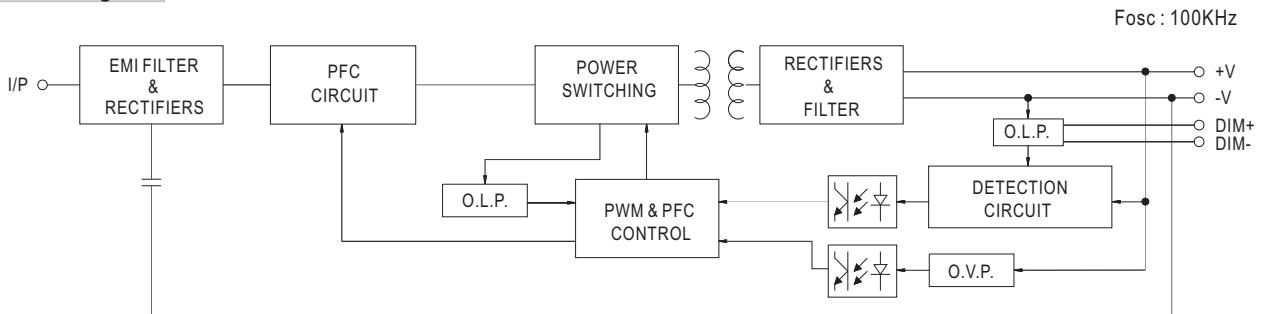 Fosc : 100KHz
I/P
EMI FILTER
&
RECTIFIERS
PFC
CIRCUIT
POWER
SWITCHING
RECTIFIERS
&
FILTER
+V
-V
DIM+
DIM-
O.L.P.
O.L.P.
PWM & PFC
CONTROL
DETECTION
CIRCUIT
O.V.P.